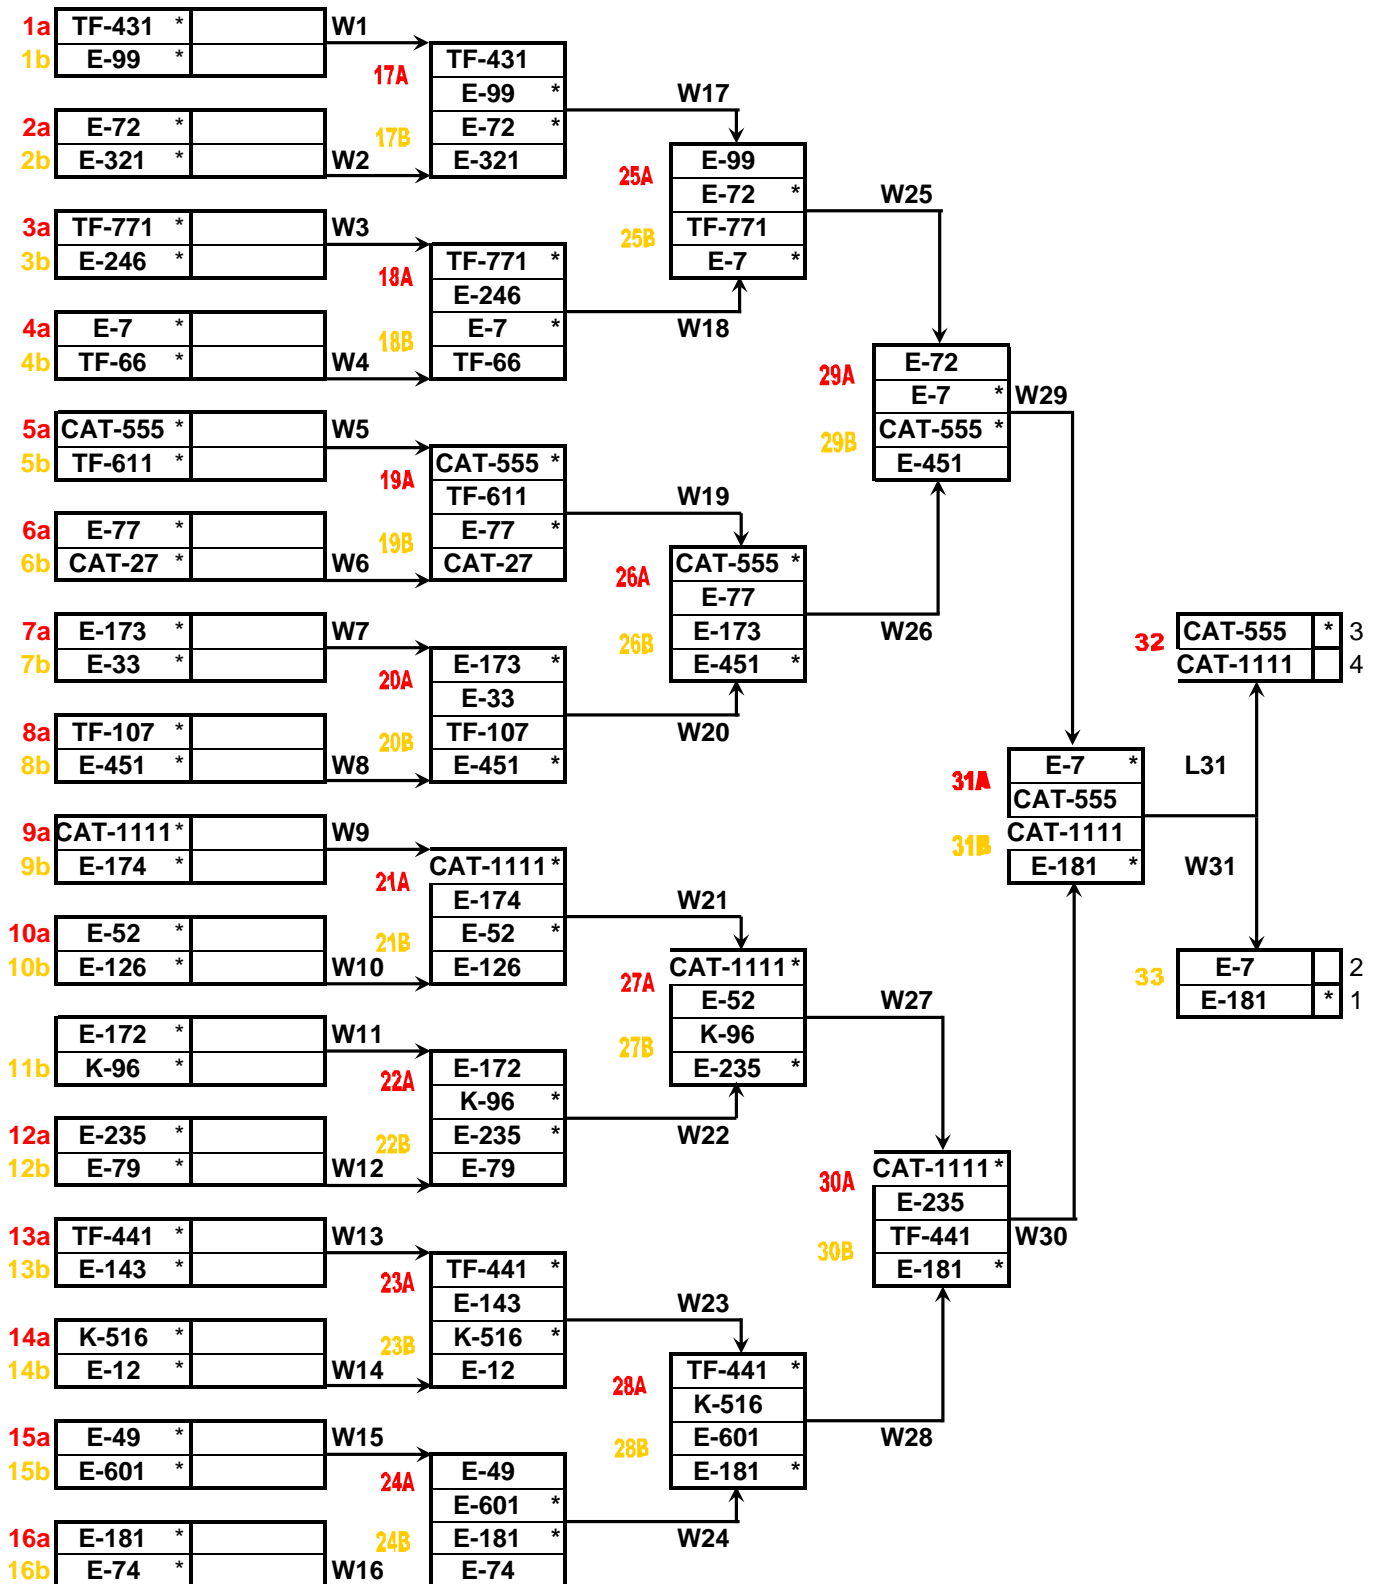 1a TF-431 * W1
1b E-99 *
17A TF-431
E-99 *
17B E-72 *
E-321
2a E-72 *
2b E-321 * W2
W17
25A E-99
E-72 *
25B TF-771
E-7 *
W25
3a TF-771 * W3
3b E-246 *
18A TF-771 *
E-246
18B E-7 *
TF-66
W18
4a E-7 *
4b TF-66 * W4
29A E-72
E-7 * W29
29B CAT-555 *
E-451
5a CAT-555 * W5
5b TF-611 *
19A CAT-555 *
TF-611
19B E-77 *
CAT-27
W19
6a E-77 *
6b CAT-27 * W6
26A CAT-555 *
E-77
26B E-173
E-451 *
W26
7a E-173 * W7
7b E-33 *
20A E-173 *
E-33
20B TF-107
E-451 *
W20
8a TF-107 *
8b E-451 * W8
32 CAT-555 * 3
CAT-1111 4
31A E-7 *
CAT-555
31B CAT-1111
E-181 *
L31
W31
9a CAT-1111 * W9
9b E-174 *
21A CAT-1111 *
E-174
21B E-52 *
E-126
W21
10a E-52 *
10b E-126 * W10
27A CAT-1111 *
E-52
27B K-96
E-235 *
W27
33 E-7 2
E-181 * 1
E-172 * W11
11b K-96 *
22A E-172
K-96 *
22B E-235 *
E-79
W22
12a E-235 *
12b E-79 * W12
30A CAT-1111 *
E-235
30B TF-441 W30
E-181 *
13a TF-441 * W13
13b E-143 *
23A TF-441 *
E-143
23B K-516 *
E-12
W23
14a K-516 *
14b E-12 * W14
28A TF-441 *
K-516
28B E-601
E-181 *
W28
15a E-49 * W15
15b E-601 *
24A E-49
E-601 *
24B E-181 *
E-74
W24
16a E-181 *
16b E-74 * W16